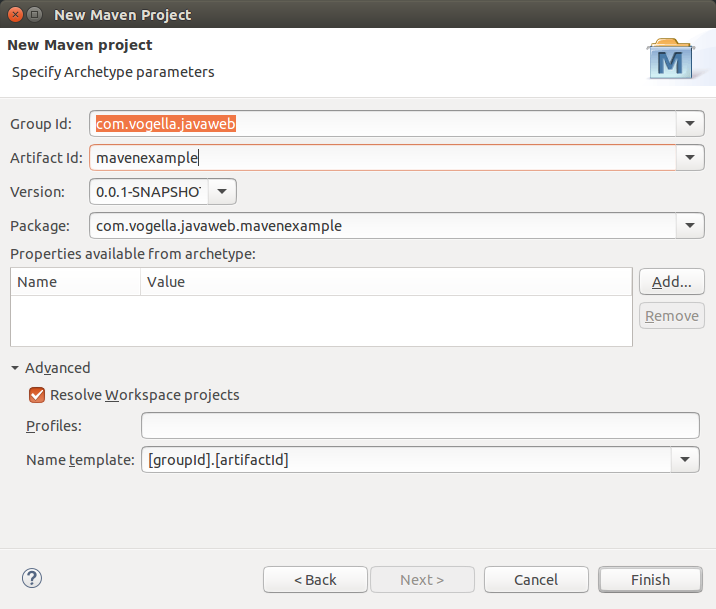 New Maven Project
New Maven project
Specify Archetype parameters
M
Group Id: com.vogella.javaweb
Artifact Id: mavenexample
Version: 0.0.1-SNAPSHOT
Package: com.vogella.javaweb.mavenexample
Properties available from archetype:
Name Value Add...
Remove
Advanced
Resolve Workspace projects
Profiles:
Name template: [groupId].[artifactId]
? < Back Next > Cancel Finish